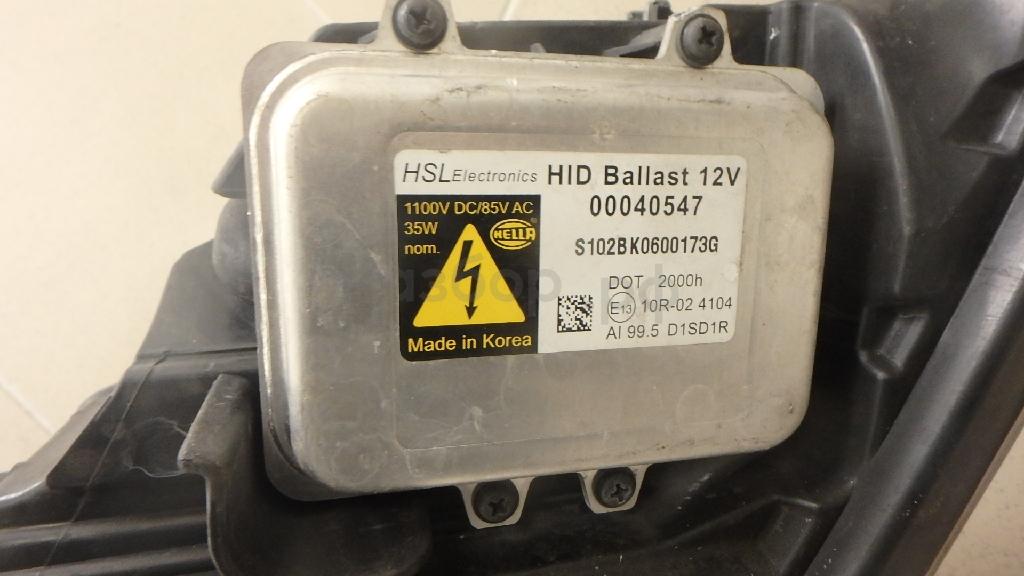 HSL Electronics HID Ballast 12V
00040547
1100V DC/85V AC
35W
nom.
HELLA
S102BK0600173G
DOT 2000h
E13 10R-02 4104
AI 99.5 D1SD1R
Made in Korea